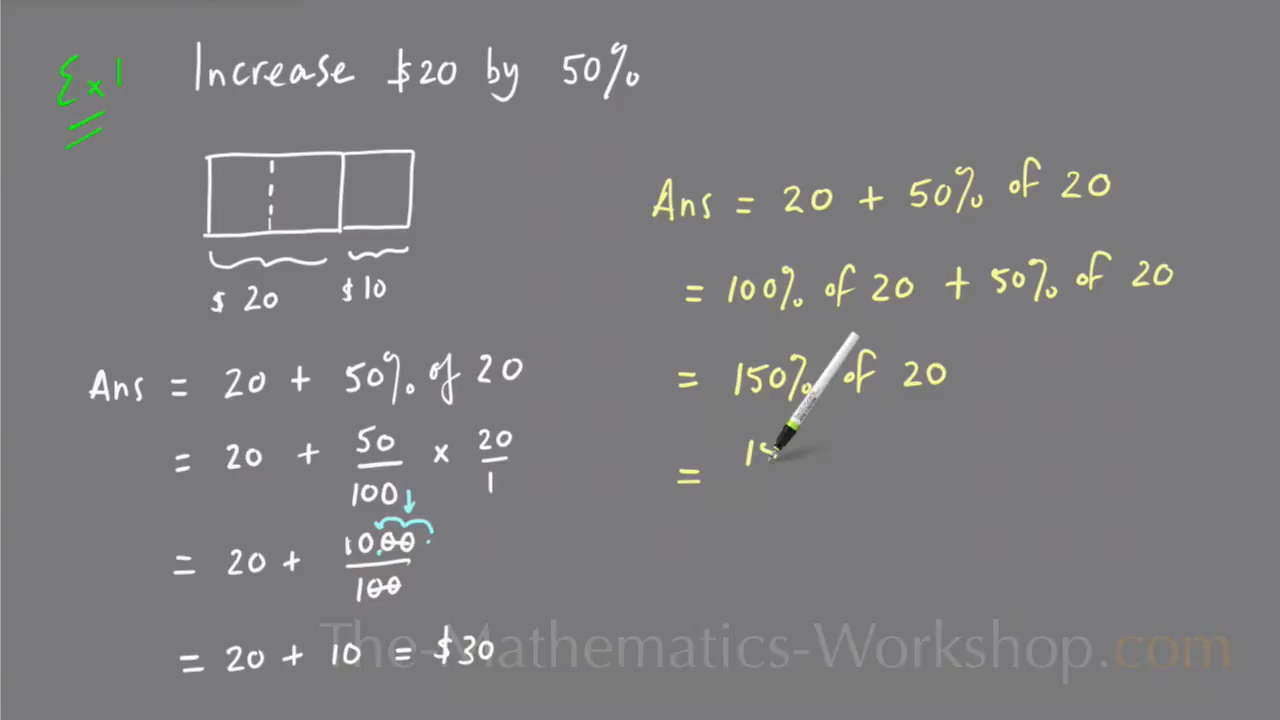 Ex 1 Increase $20 by 50%
$ 20 $10
Ans = 20 + 50% of 20
= 20 + 50/100 × 20/1
= 20 + 1000/100
= 20 + 10 = $30
Ans = 20 + 50% of 20
= 100% of 20 + 50% of 20
= 150% of 20
= 15
The-Mathematics-Workshop.com